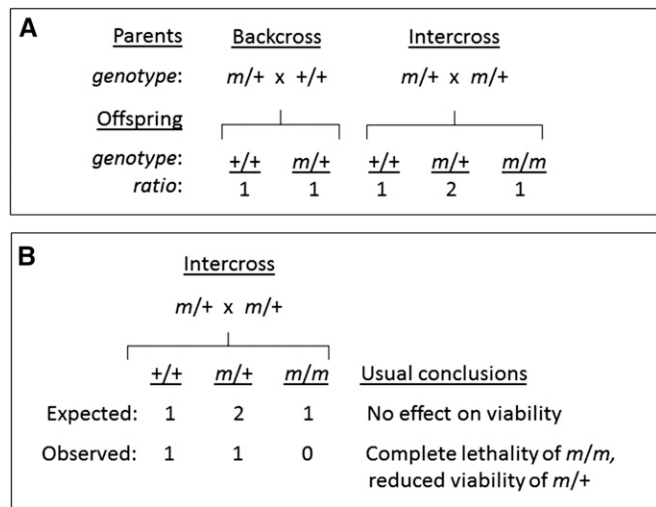 A
Parents Backcross Intercross
genotype: m/+ x +/+ m/+ x m/+
Offspring
genotype: +/+ m/+ +/+ m/+ m/m
ratio: 1 1 1 2 1
B
Intercross
m/+ x m/+
+/+ m/+ m/m Usual conclusions
Expected: 1 2 1 No effect on viability
Observed: 1 1 0 Complete lethality of m/m,
reduced viability of m/+